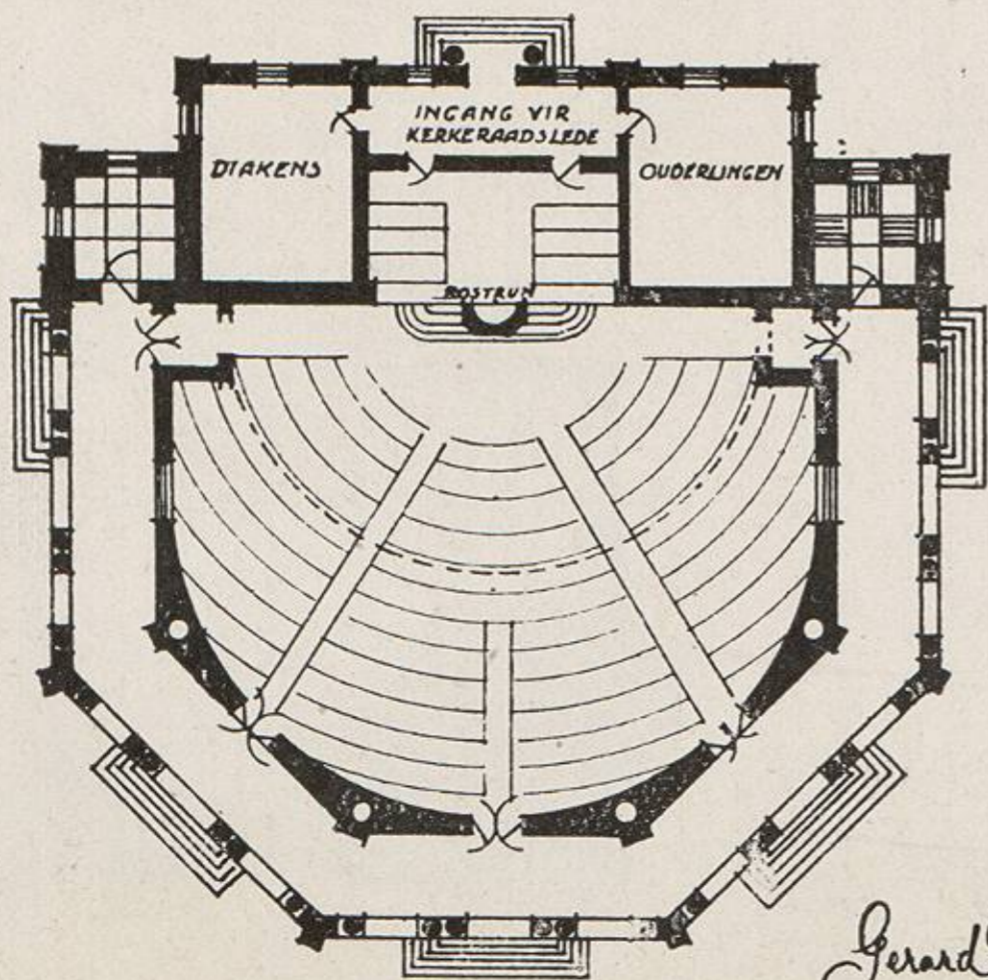 INGANG VIR
KERKERAADSLEDE
DIAKENS
OUDERLINGEN
ROSTRUM
Gerard